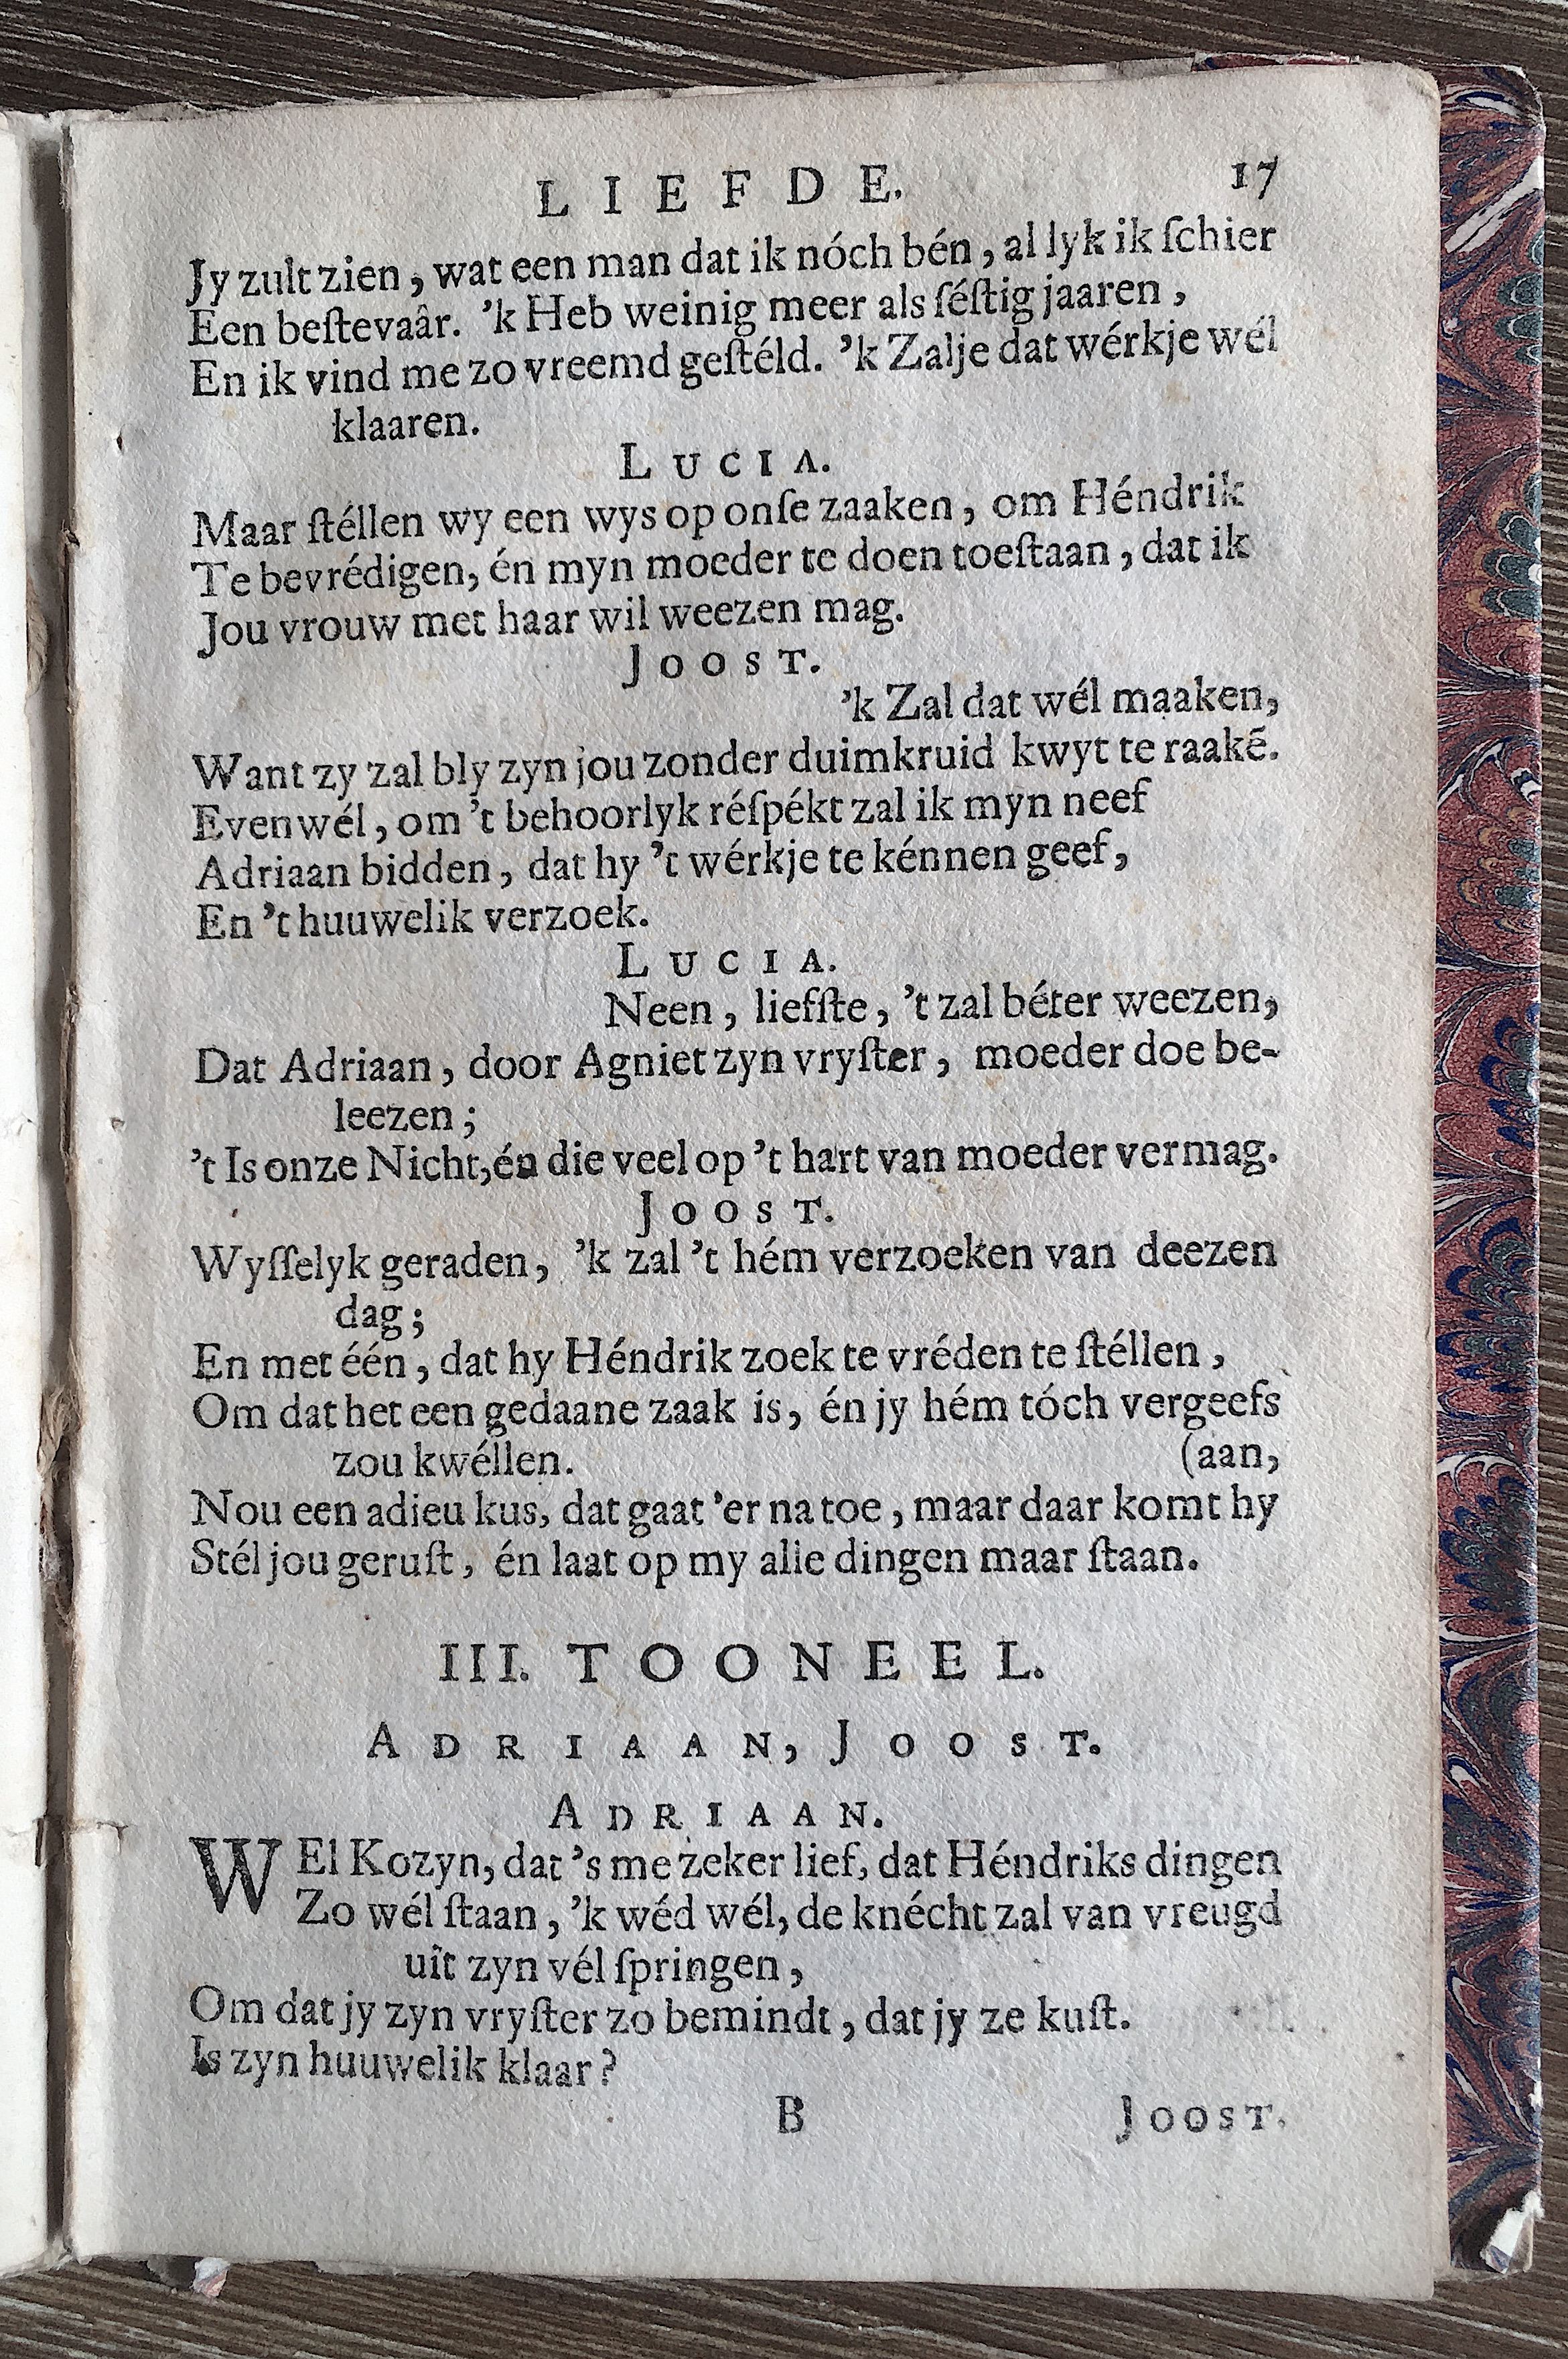 LIEFDE. 17
Jy zult zien, wat een man dat ik nóch bén, al lyk ik ſchier
Een beſtevaâr. 'k Heb weinig meer als ſéſtig jaaren,
En ik vind me zo vreemd geſtéld. 'k Zalje dat wérkje wél
klaaren.
LUCIA.
Maar ſtéllen wy een wys op onſe zaaken, om Héndrik
Te bevrédigen, én myn moeder te doen toeſtaan, dat ik
Jou vrouw met haar wil weezen mag.
JOOST.
'k Zal dat wél maaken,
Want zy zal bly zyn jou zonder duimkruid kwyt te raakẽ.
Evenwél, om 't behoorlyk réſpékt zal ik myn neef
Adriaan bidden, dat hy 't wérkje te kénnen geef,
En 't huuwelik verzoek.
LUCIA.
Neen, liefſte, 't zal béter weezen,
Dat Adriaan, door Agniet zyn vryſter, moeder doe be-
leezen;
't Is onze Nicht, én die veel op 't hart van moeder vermag.
JOOST.
Wyſſelyk geraden, 'k zal 't hém verzoeken van deezen
dag;
En met één, dat hy Héndrik zoek te vréden te ſtéllen,
Om dat het een gedaane zaak is, én jy hém tóch vergeefs
zou kwéllen. (aan,
Nou een adieu kus, dat gaat 'er na toe, maar daar komt hy
Stél jou geruſt, én laat op my alle dingen maar ſtaan.
III. TOONEEL.
ADRIAAN, JOOST.
ADRIAAN.
WEl Kozyn, dat 's me zeker lief, dat Héndriks dingen
Zo wél ſtaan, 'k wéd wél, de knécht zal van vreugd
uit zyn vél ſpringen,
Om dat jy zyn vryſter zo bemindt, dat jy ze kuſt.
Is zyn huuwelik klaar?
B JOOST.